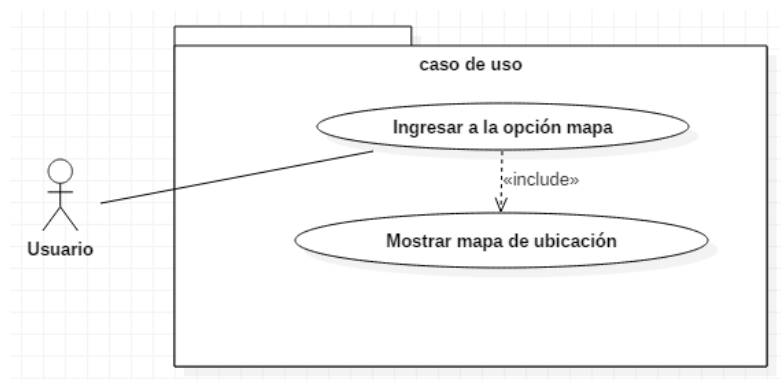 caso de uso
Ingresar a la opción mapa
«include»
Mostrar mapa de ubicación
Usuario